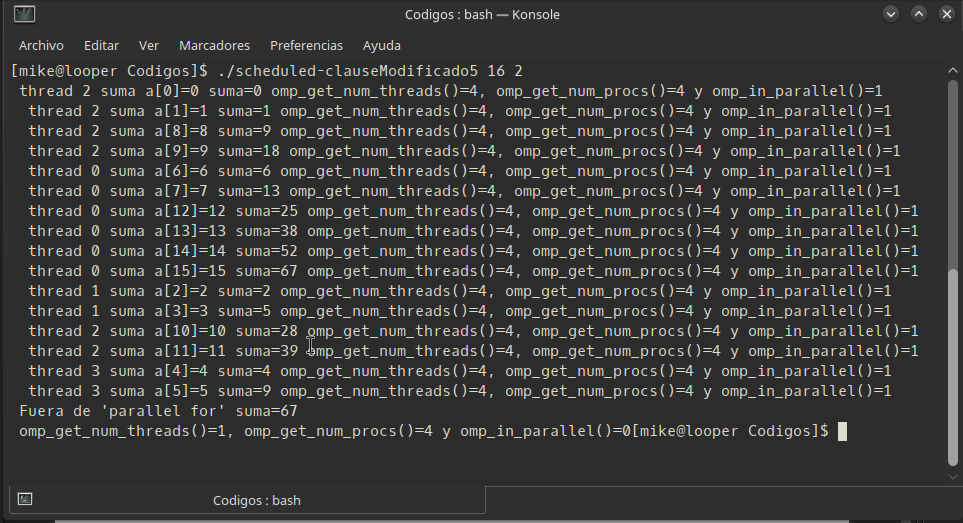 Codigos : bash — Konsole
Archivo Editar Ver Marcadores Preferencias Ayuda
[mike@looper Codigos]$ ./scheduled-clauseModificado5 16 2
thread 2 suma a[0]=0 suma=0 omp_get_num_threads()=4, omp_get_num_procs()=4 y omp_in_parallel()=1
thread 2 suma a[1]=1 suma=1 omp_get_num_threads()=4, omp_get_num_procs()=4 y omp_in_parallel()=1
thread 2 suma a[8]=8 suma=9 omp_get_num_threads()=4, omp_get_num_procs()=4 y omp_in_parallel()=1
thread 2 suma a[9]=9 suma=18 omp_get_num_threads()=4, omp_get_num_procs()=4 y omp_in_parallel()=1
thread 0 suma a[6]=6 suma=6 omp_get_num_threads()=4, omp_get_num_procs()=4 y omp_in_parallel()=1
thread 0 suma a[7]=7 suma=13 omp_get_num_threads()=4, omp_get_num_procs()=4 y omp_in_parallel()=1
thread 0 suma a[12]=12 suma=25 omp_get_num_threads()=4, omp_get_num_procs()=4 y omp_in_parallel()=1
thread 0 suma a[13]=13 suma=38 omp_get_num_threads()=4, omp_get_num_procs()=4 y omp_in_parallel()=1
thread 0 suma a[14]=14 suma=52 omp_get_num_threads()=4, omp_get_num_procs()=4 y omp_in_parallel()=1
thread 0 suma a[15]=15 suma=67 omp_get_num_threads()=4, omp_get_num_procs()=4 y omp_in_parallel()=1
thread 1 suma a[2]=2 suma=2 omp_get_num_threads()=4, omp_get_num_procs()=4 y omp_in_parallel()=1
thread 1 suma a[3]=3 suma=5 omp_get_num_threads()=4, omp_get_num_procs()=4 y omp_in_parallel()=1
thread 2 suma a[10]=10 suma=28 omp_get_num_threads()=4, omp_get_num_procs()=4 y omp_in_parallel()=1
thread 2 suma a[11]=11 suma=39 omp_get_num_threads()=4, omp_get_num_procs()=4 y omp_in_parallel()=1
thread 3 suma a[4]=4 suma=4 omp_get_num_threads()=4, omp_get_num_procs()=4 y omp_in_parallel()=1
thread 3 suma a[5]=5 suma=9 omp_get_num_threads()=4, omp_get_num_procs()=4 y omp_in_parallel()=1
Fuera de 'parallel for' suma=67
omp_get_num_threads()=1, omp_get_num_procs()=4 y omp_in_parallel()=0[mike@looper Codigos]$
Codigos : bash